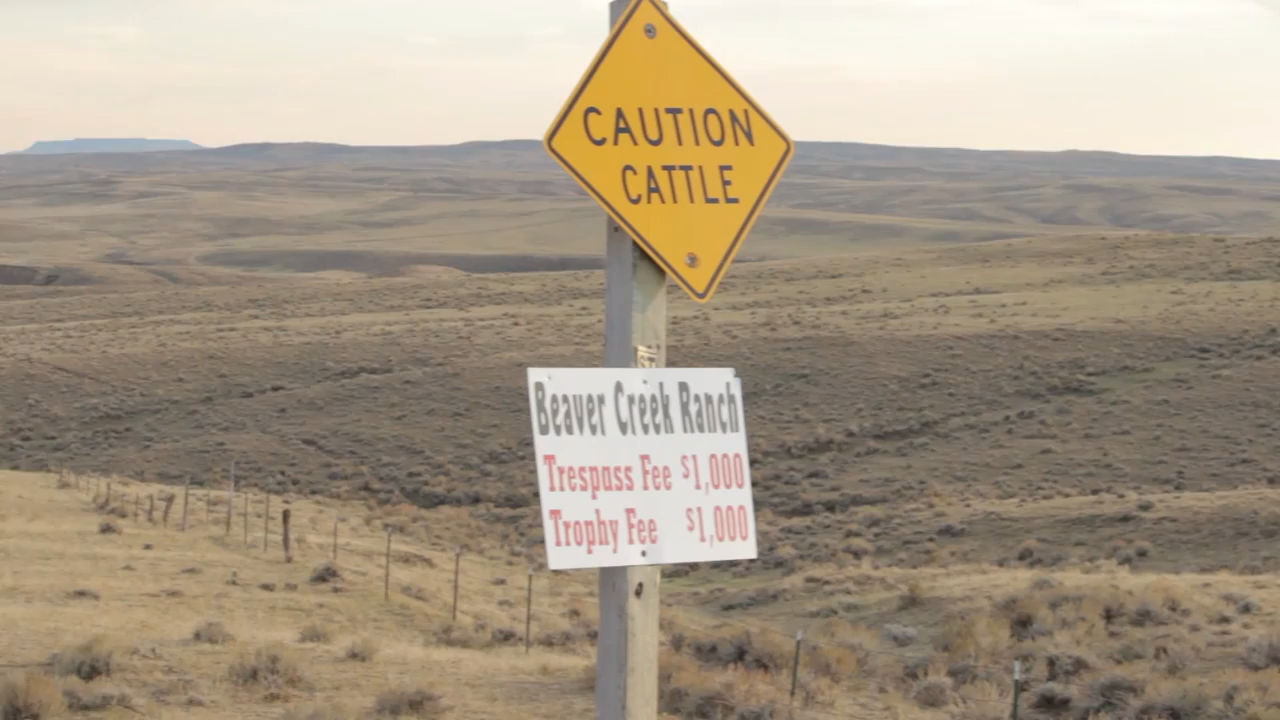 CAUTION
CATTLE
Beaver Creek Ranch
Trespass Fee $1,000
Trophy Fee $1,000